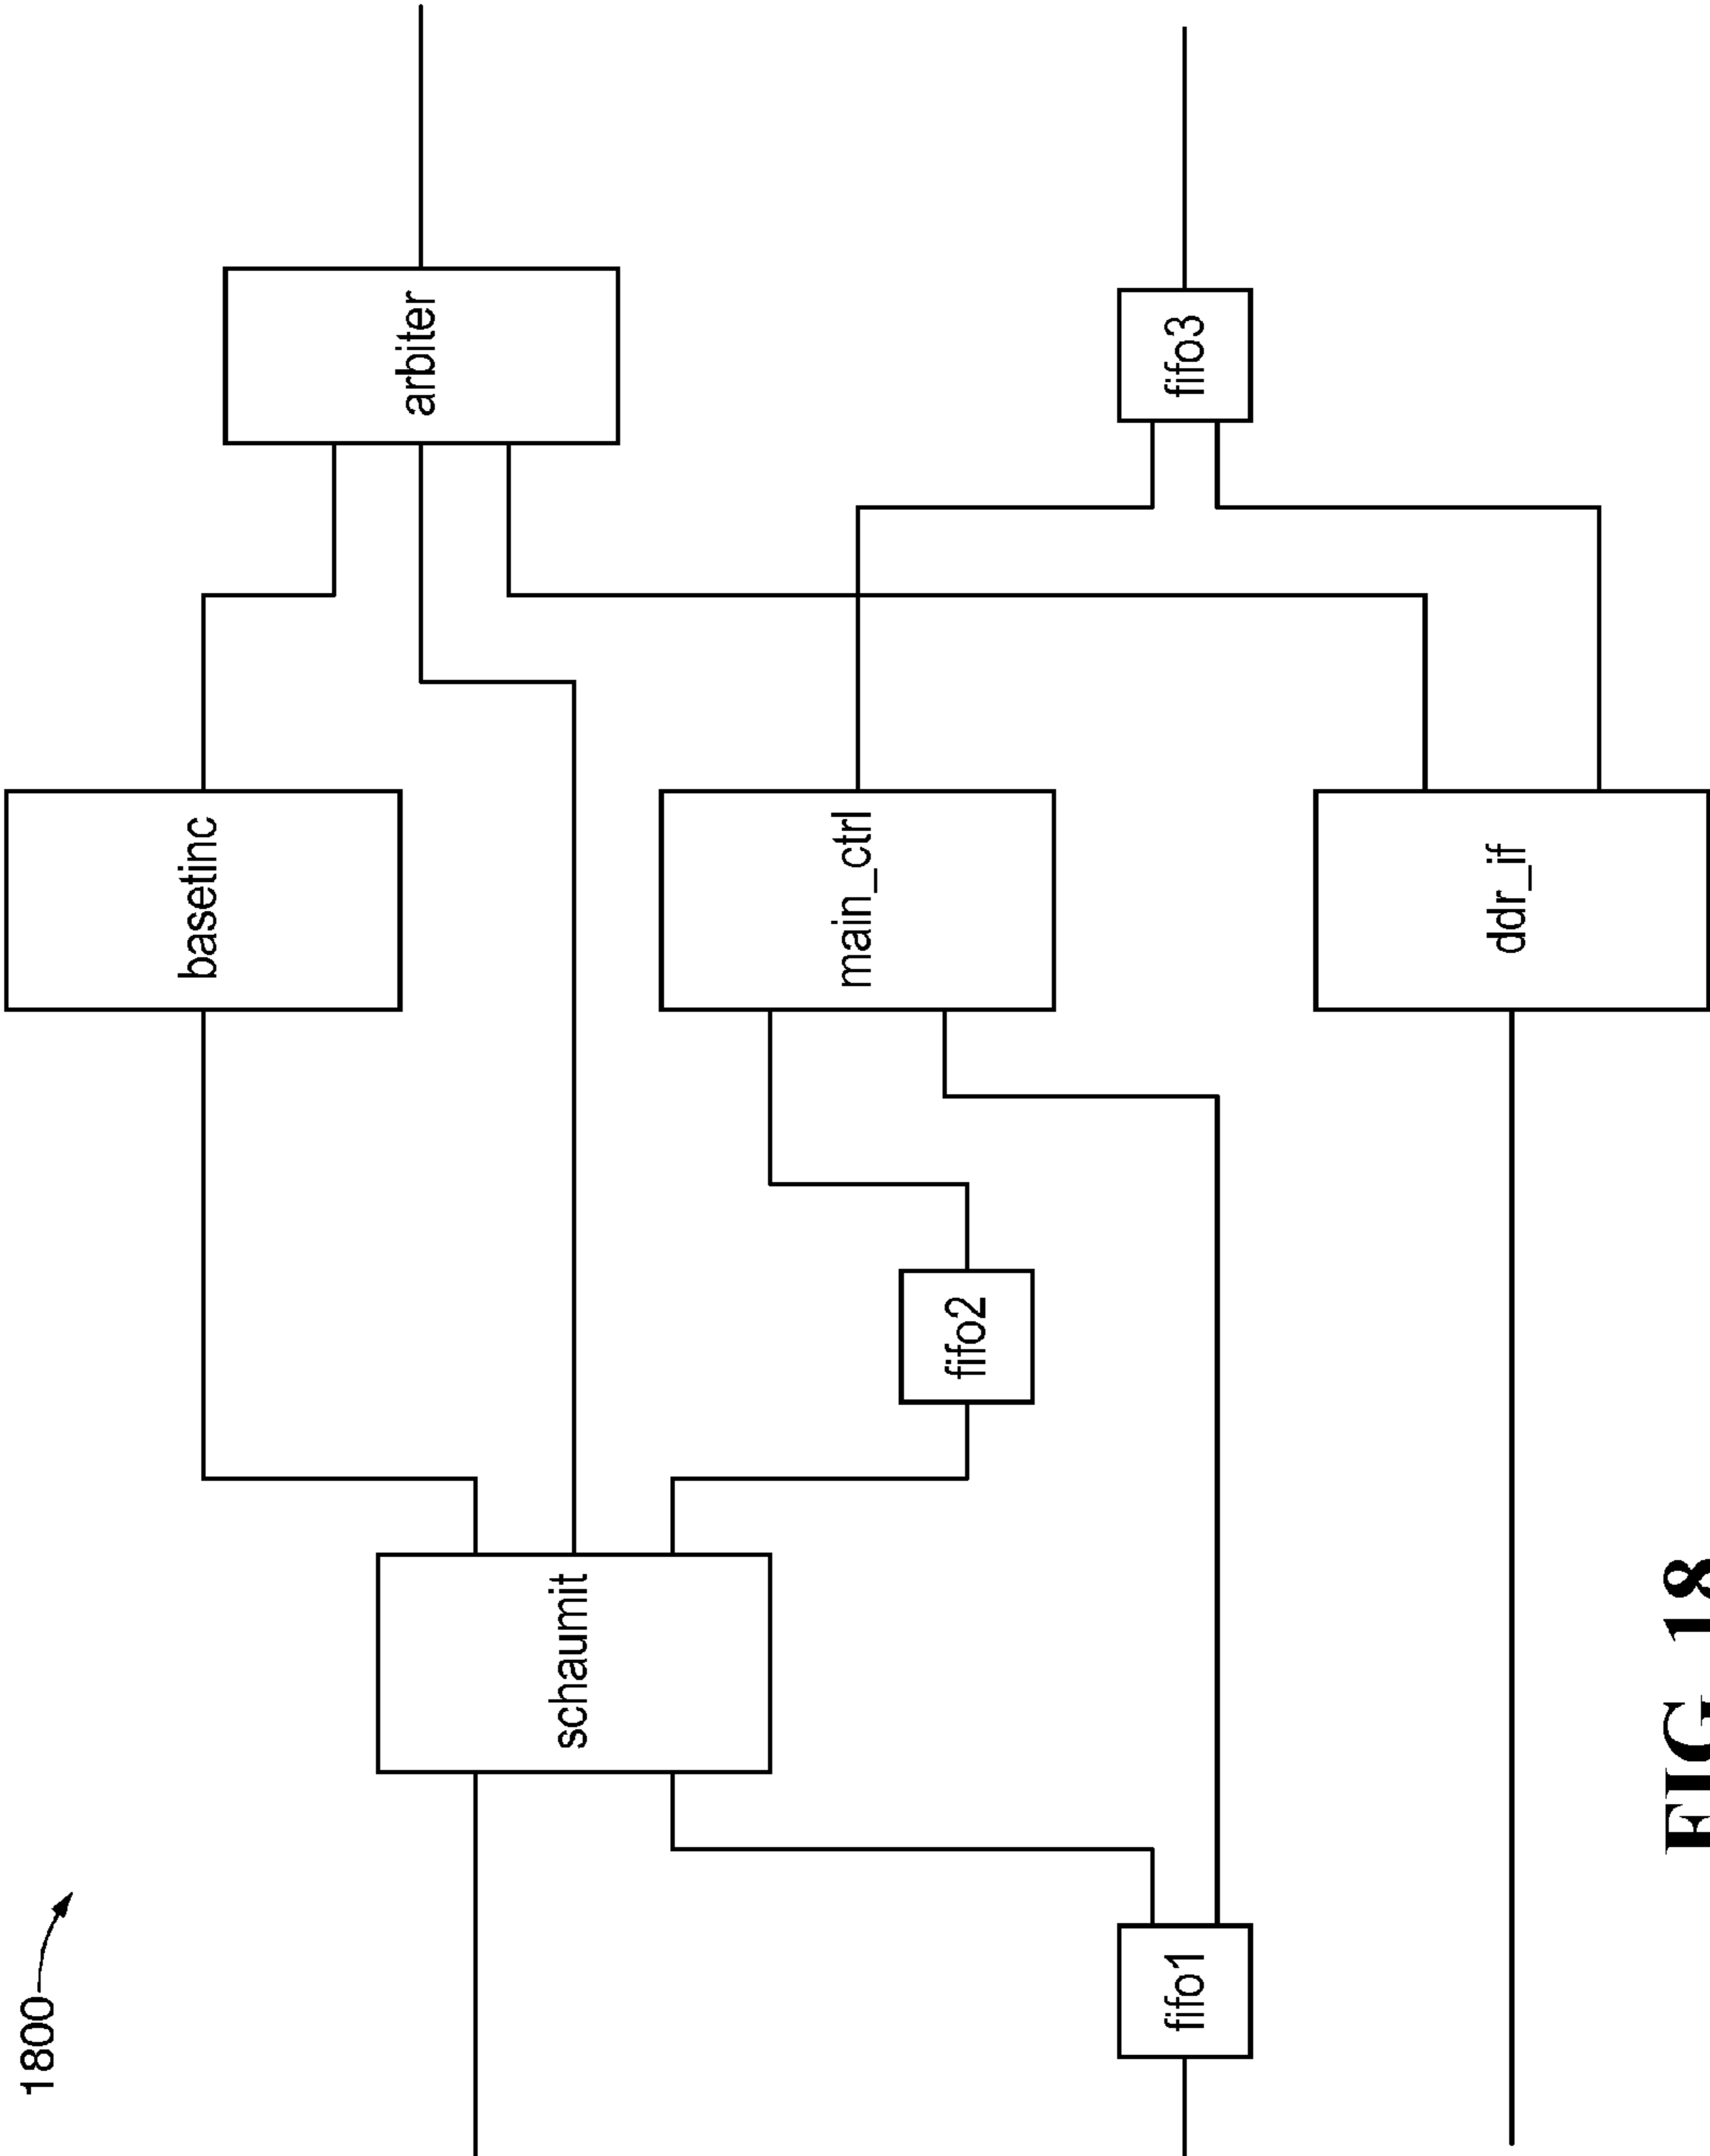 1800
basetinc
arbiter
schaumit
main_ctrl
fifo2
fifo1
fifo3
ddr_if
FIG. 18